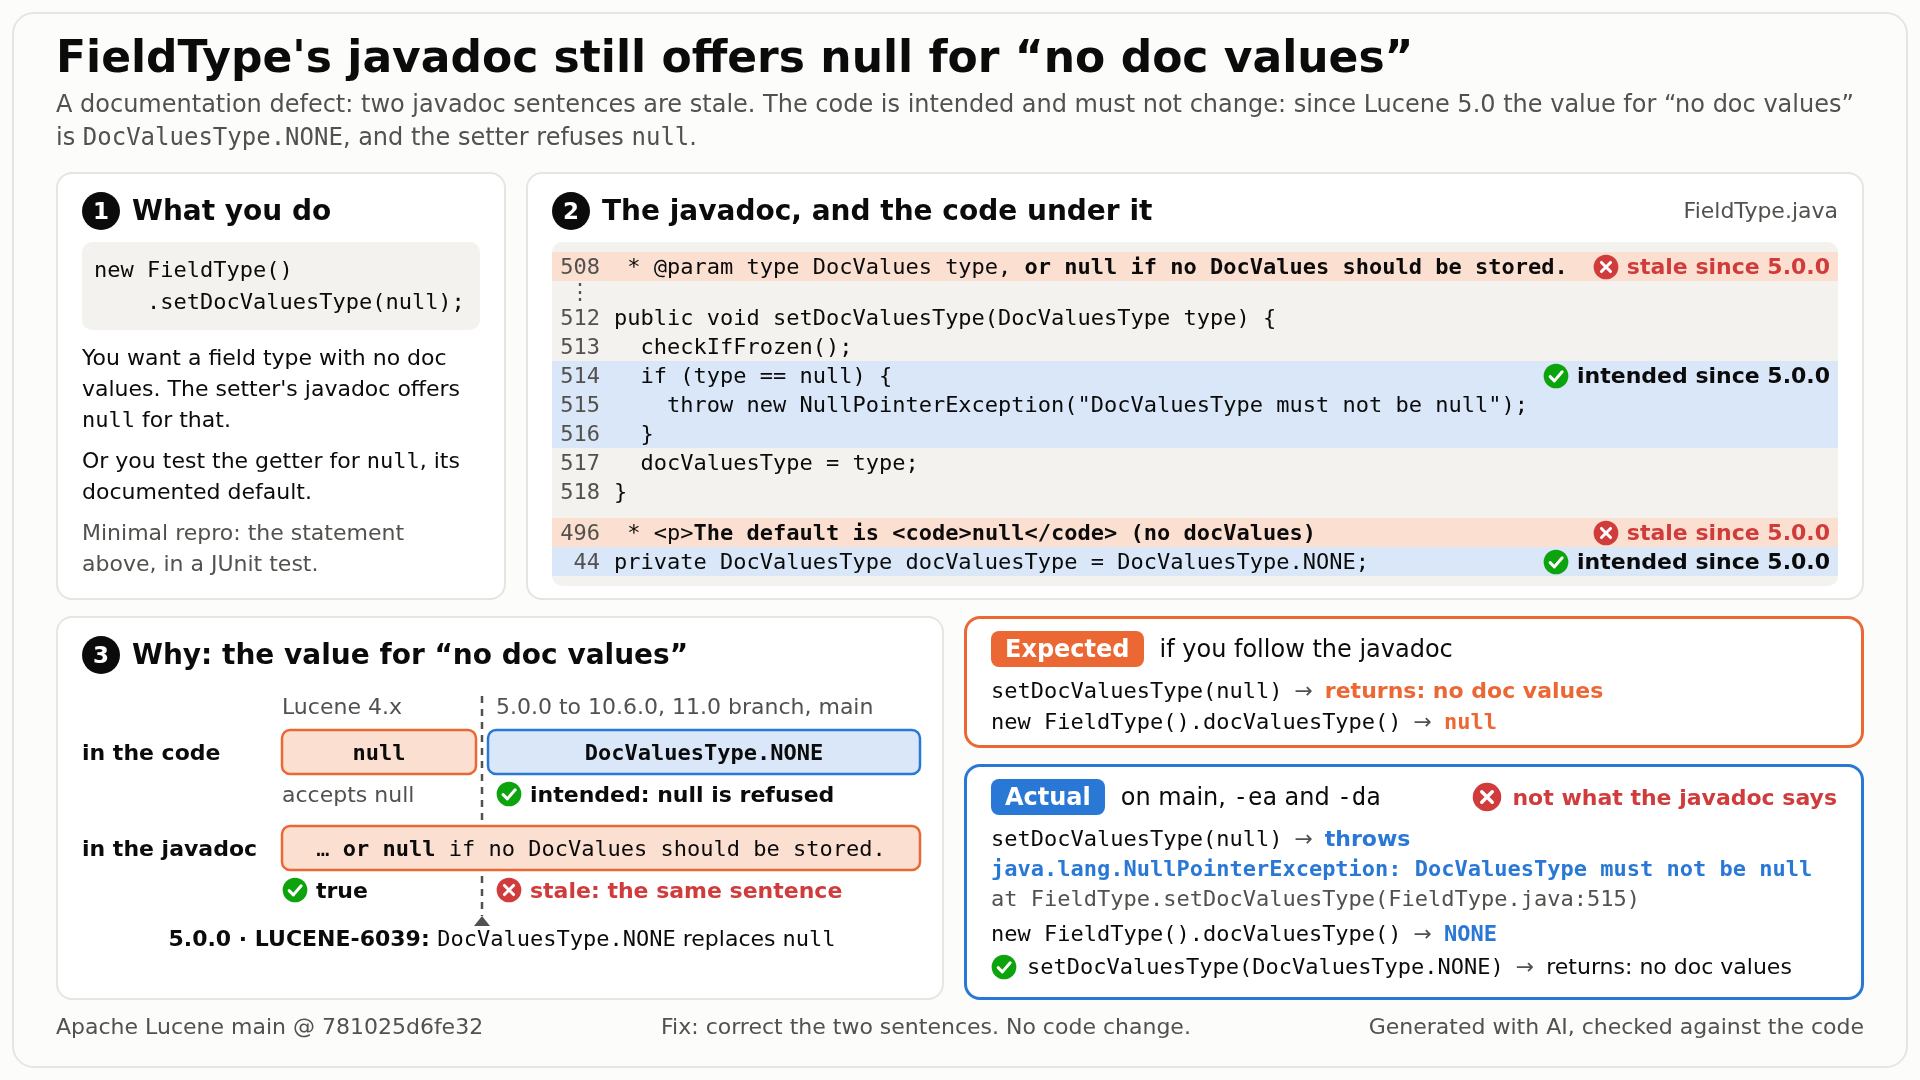 FieldType's javadoc still offers null for “no doc values”
A documentation defect: two javadoc sentences are stale. The code is intended and must not change: since Lucene 5.0 the value for “no doc values”
is DocValuesType.NONE, and the setter refuses null.
1 What you do
new FieldType()
    .setDocValuesType(null);
You want a field type with no doc
values. The setter's javadoc offers
null for that.
Or you test the getter for null, its
documented default.
Minimal repro: the statement
above, in a JUnit test.
2 The javadoc, and the code under it FieldType.java
508  * @param type DocValues type, or null if no DocValues should be stored. stale since 5.0.0
⋮
512 public void setDocValuesType(DocValuesType type) {
513   checkIfFrozen();
514   if (type == null) { intended since 5.0.0
515     throw new NullPointerException("DocValuesType must not be null");
516   }
517   docValuesType = type;
518 }
496  * <p>The default is <code>null</code> (no docValues) stale since 5.0.0
44 private DocValuesType docValuesType = DocValuesType.NONE; intended since 5.0.0
3 Why: the value for “no doc values”
Lucene 4.x 5.0.0 to 10.6.0, 11.0 branch, main
in the code null DocValuesType.NONE
accepts null intended: null is refused
in the javadoc … or null if no DocValues should be stored.
true stale: the same sentence
5.0.0 · LUCENE-6039: DocValuesType.NONE replaces null
Expected if you follow the javadoc
setDocValuesType(null) → returns: no doc values
new FieldType().docValuesType() → null
Actual on main, -ea and -da not what the javadoc says
setDocValuesType(null) → throws
java.lang.NullPointerException: DocValuesType must not be null
at FieldType.setDocValuesType(FieldType.java:515)
new FieldType().docValuesType() → NONE
setDocValuesType(DocValuesType.NONE) → returns: no doc values
Apache Lucene main @ 781025d6fe32 Fix: correct the two sentences. No code change. Generated with AI, checked against the code